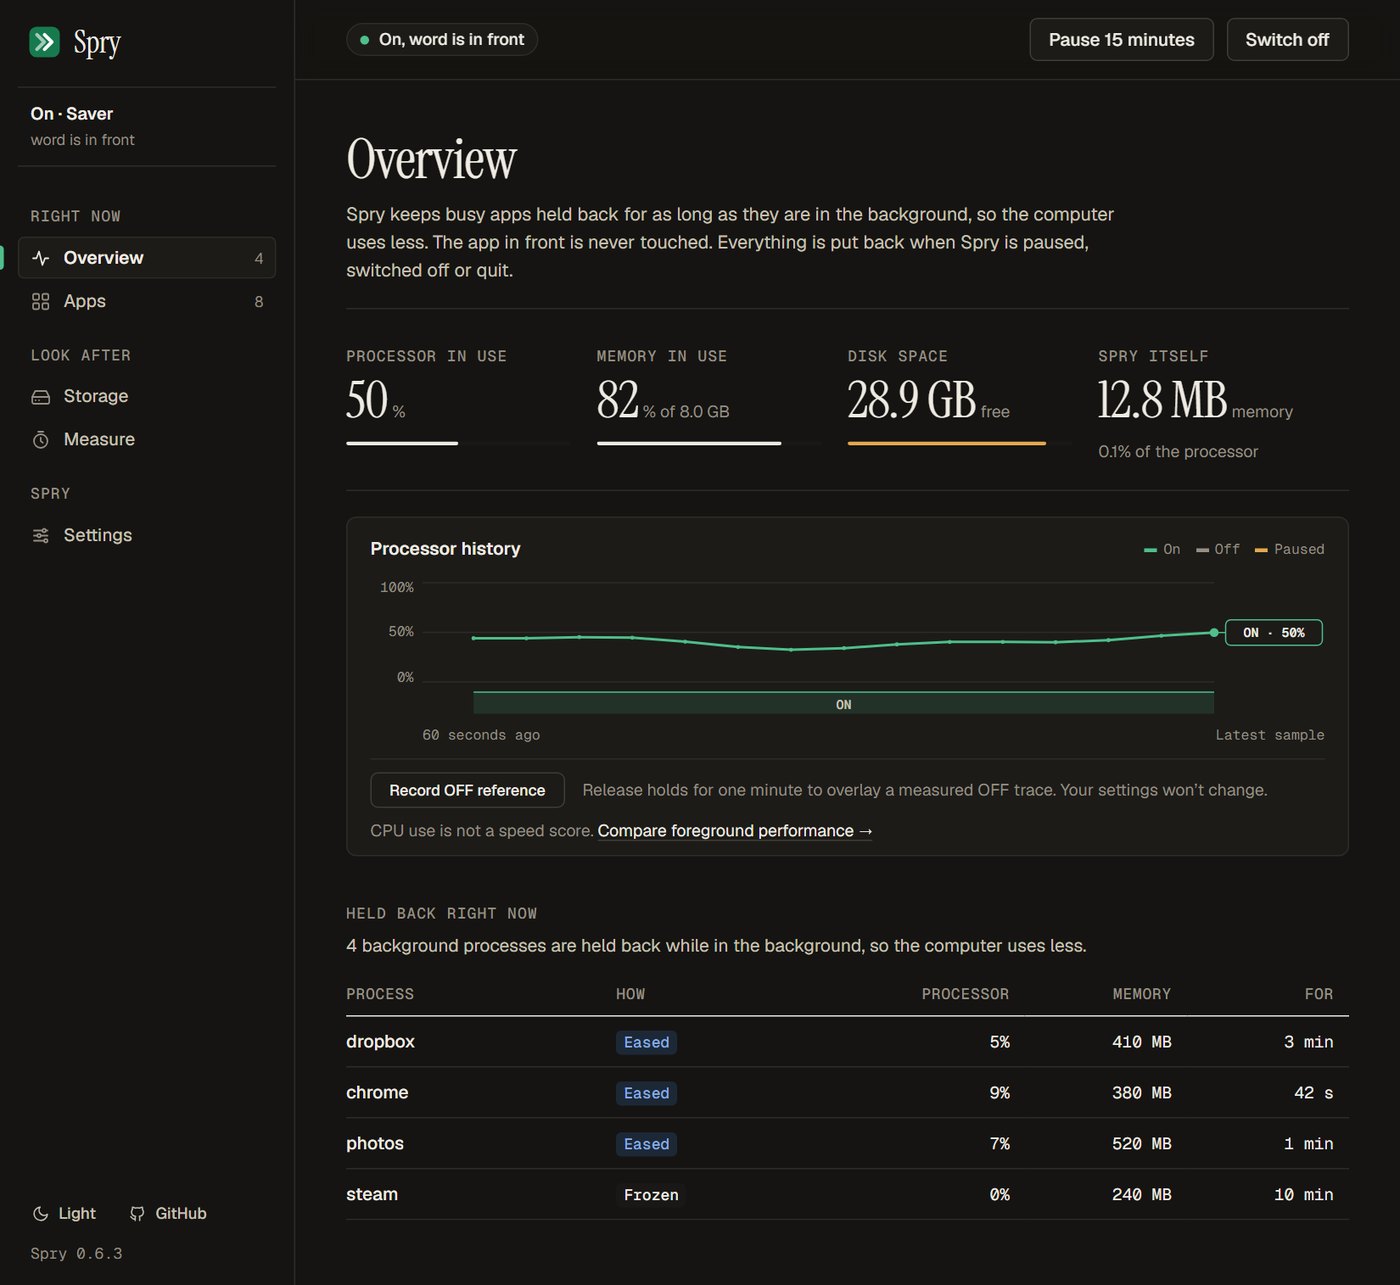 Spry
On · Saver
word is in front
RIGHT NOW
Overview 4
Apps 8
LOOK AFTER
Storage
Measure
SPRY
Settings
Light GitHub
Spry 0.6.3
On, word is in front
Pause 15 minutes
Switch off
Overview
Spry keeps busy apps held back for as long as they are in the background, so the computer
uses less. The app in front is never touched. Everything is put back when Spry is paused,
switched off or quit.
PROCESSOR IN USE
50 %
MEMORY IN USE
82 % of 8.0 GB
DISK SPACE
28.9 GB free
SPRY ITSELF
12.8 MB memory
0.1% of the processor
Processor history
On Off Paused
100%
50%
0%
ON · 50%
ON
60 seconds ago
Latest sample
Record OFF reference
Release holds for one minute to overlay a measured OFF trace. Your settings won’t change.
CPU use is not a speed score. Compare foreground performance →
HELD BACK RIGHT NOW
4 background processes are held back while in the background, so the computer uses less.
PROCESS HOW PROCESSOR MEMORY FOR
dropbox Eased 5% 410 MB 3 min
chrome Eased 9% 380 MB 42 s
photos Eased 7% 520 MB 1 min
steam Frozen 0% 240 MB 10 min